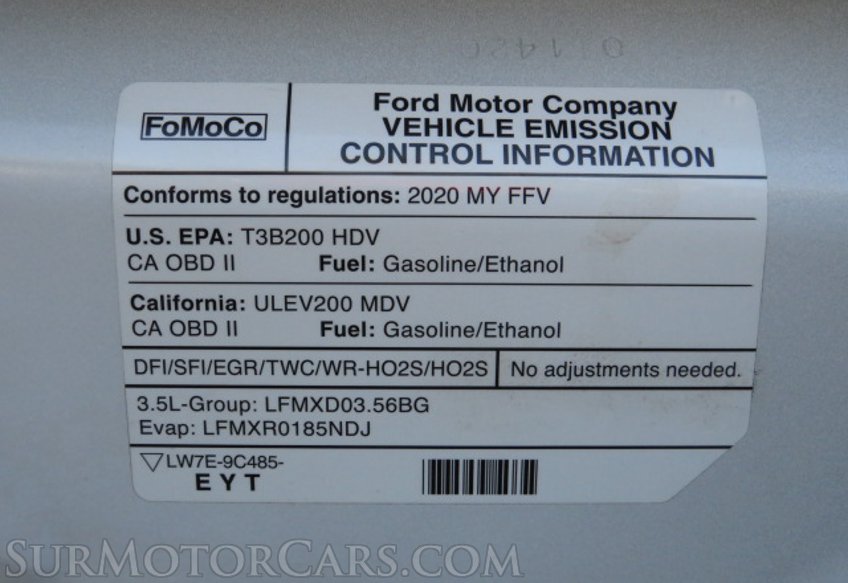 FoMoCo
Ford Motor Company
VEHICLE EMISSION
CONTROL INFORMATION
Conforms to regulations: 2020 MY FFV
U.S. EPA: T3B200 HDV
CA OBD II Fuel: Gasoline/Ethanol
California: ULEV200 MDV
CA OBD II Fuel: Gasoline/Ethanol
DFI/SFI/EGR/TWC/WR-HO2S/HO2S No adjustments needed.
3.5L-Group: LFMXD03.56BG
Evap: LFMXR0185NDJ
LW7E-9C485-
EYT
SURMOTORCARS.COM